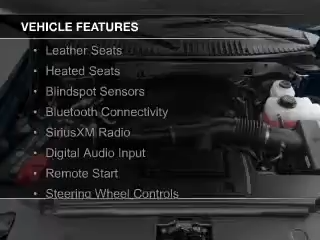 VEHICLE FEATURES
• Leather Seats
• Heated Seats
• Blindspot Sensors
• Bluetooth Connectivity
• SiriusXM Radio
• Digital Audio Input
• Remote Start
• Steering Wheel Controls